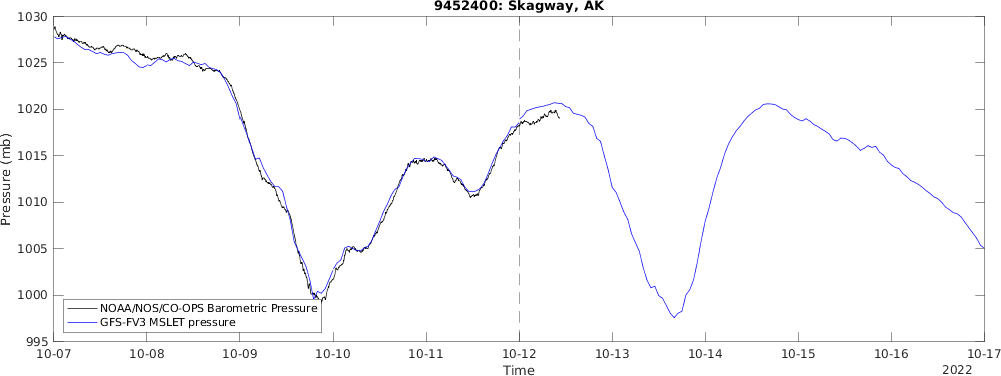 9452400: Skagway, AK
1030
1025
1020
1015
1010
1005
1000
995
Pressure (mb)
NOAA/NOS/CO-OPS Barometric Pressure
GFS-FV3 MSLET pressure
10-07 10-08 10-09 10-10 10-11 10-12 10-13 10-14 10-15 10-16 10-17
Time
2022